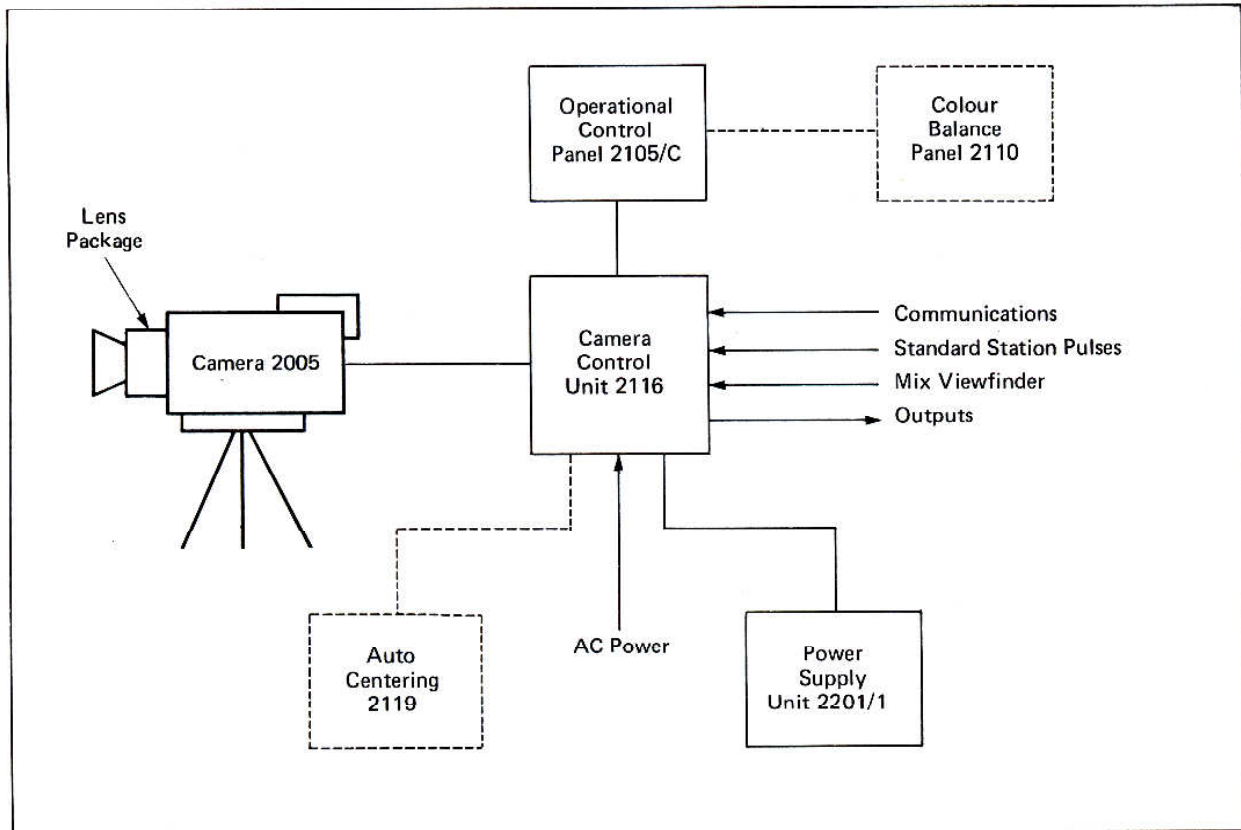 Operational
Control
Panel 2105/C
Colour
Balance
Panel 2110
Lens
Package
Camera 2005
Camera
Control
Unit 2116
Communications
Standard Station Pulses
Mix Viewfinder
Outputs
Auto
Centering
2119
AC Power
Power
Supply
Unit 2201/1